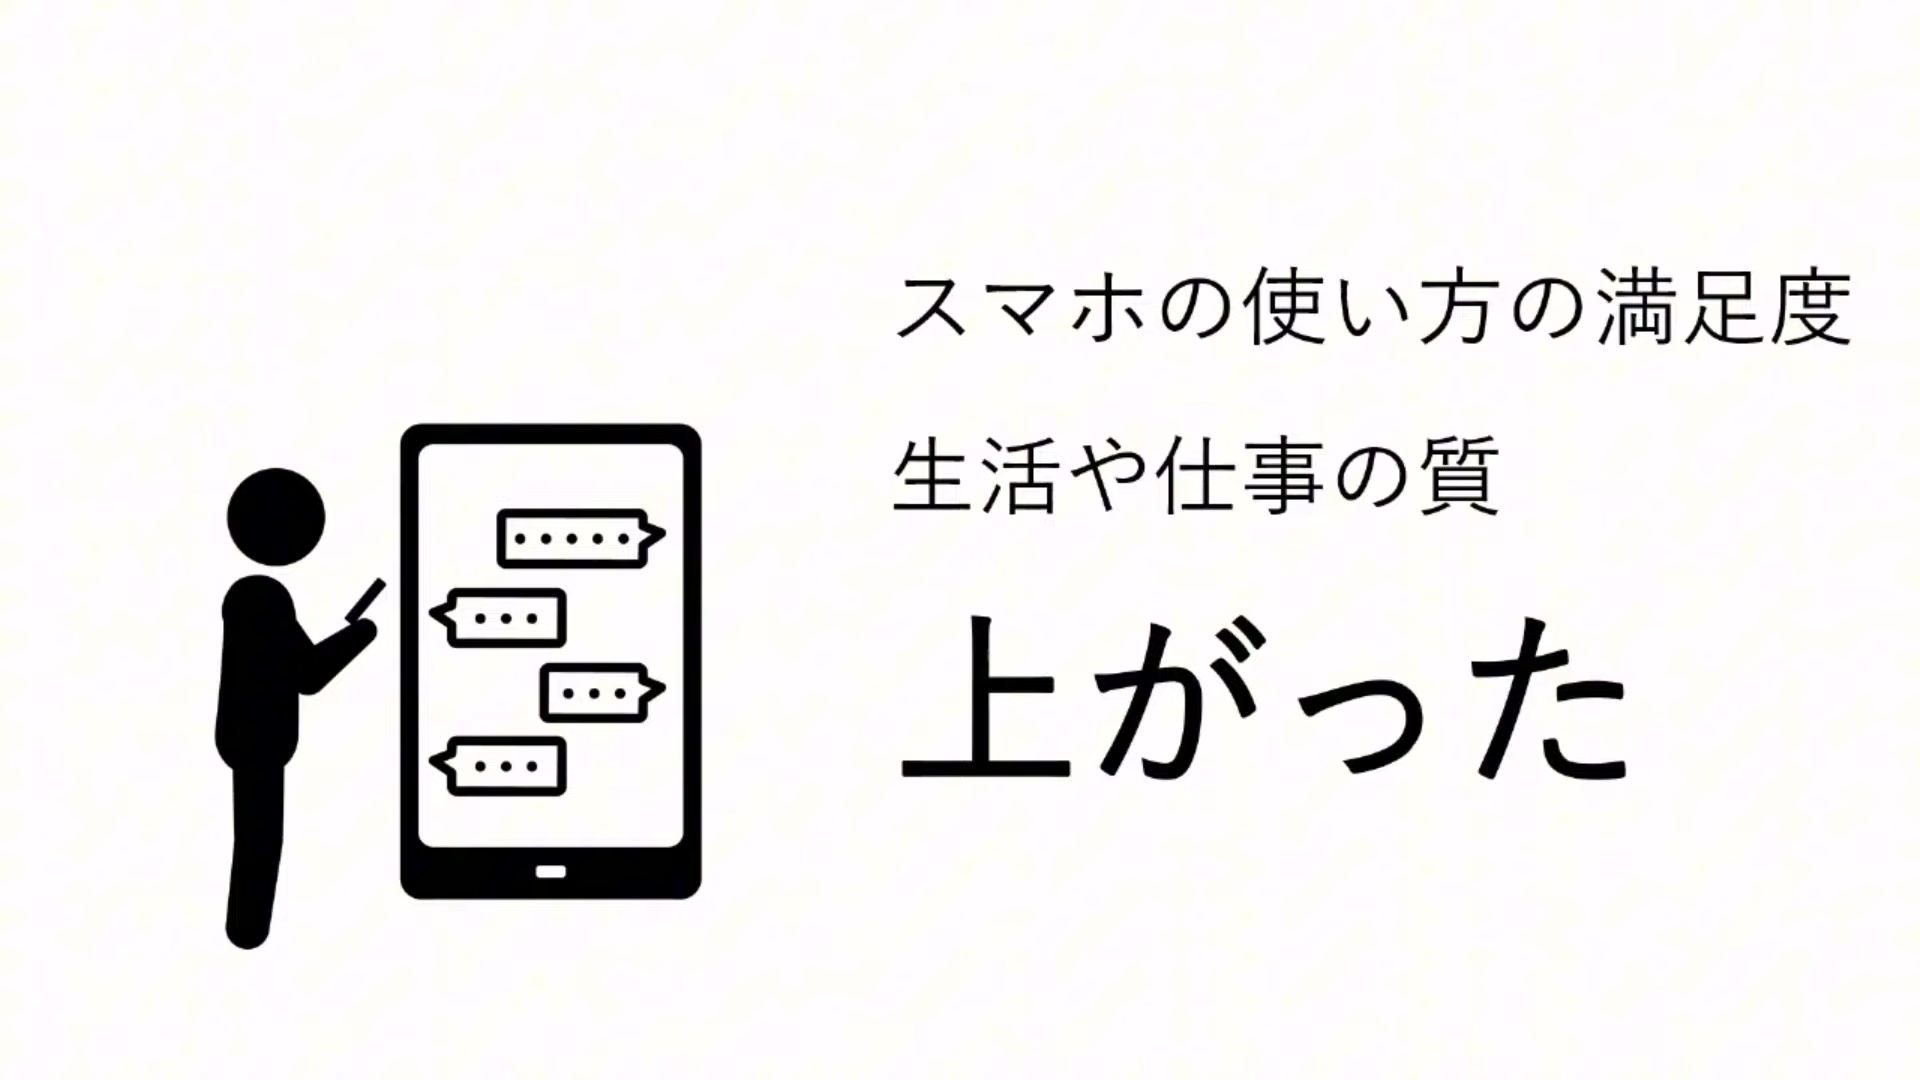 スマホの使い方の満足度
生活や仕事の質
上がった